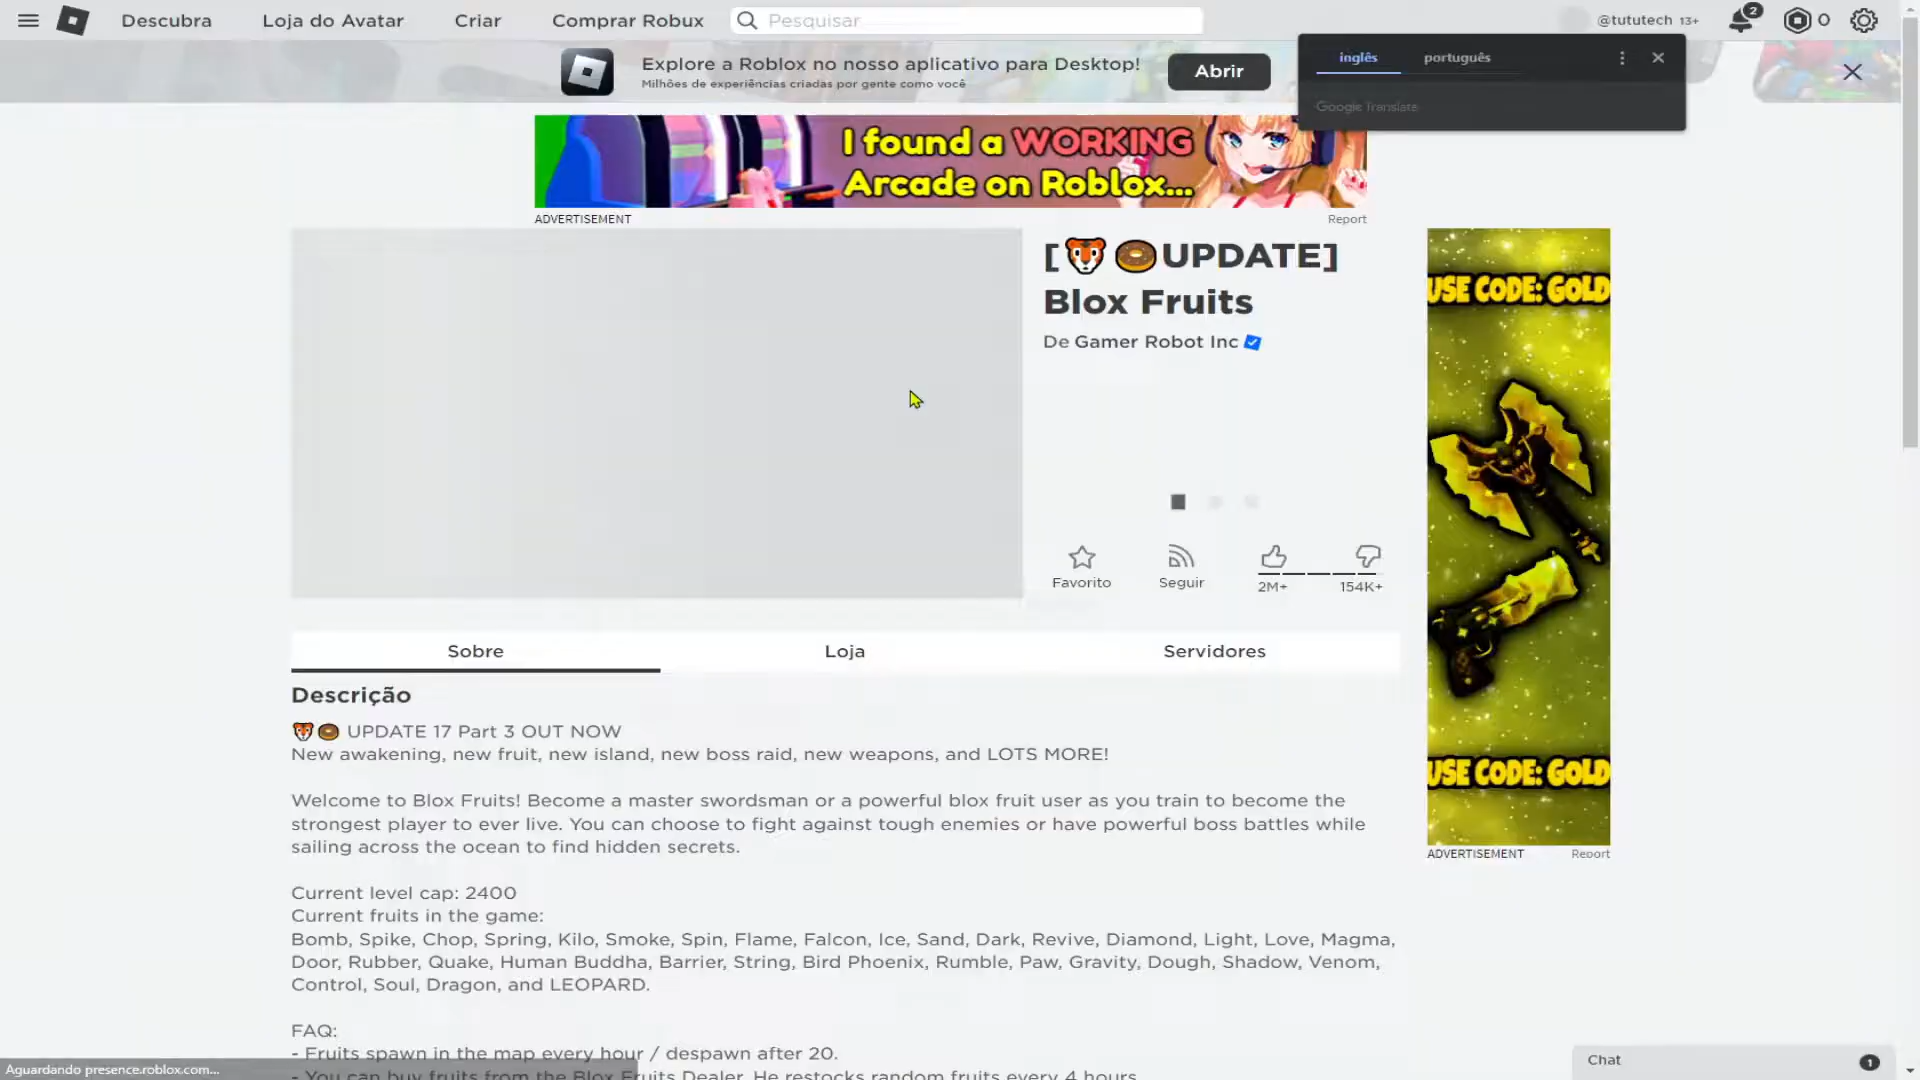 Descubra
Loja do Avatar
Criar
Comprar Robux
Pesquisar
@tututech 13+
2
0
Explore a Roblox no nosso aplicativo para Desktop!
Milhões de experiências criadas por gente como você
Abrir
inglês
português
Google Translate
I found a WORKING
Arcade on Roblox...
ADVERTISEMENT
Report
[🐯🍩UPDATE]
Blox Fruits
De Gamer Robot Inc
Favorito
Seguir
2M+
154K+
USE CODE: GOLD
USE CODE: GOLD
ADVERTISEMENT
Report
Sobre
Loja
Servidores
Descrição
🐯🍩 UPDATE 17 Part 3 OUT NOW
New awakening, new fruit, new island, new boss raid, new weapons, and LOTS MORE!
Welcome to Blox Fruits! Become a master swordsman or a powerful blox fruit user as you train to become the
strongest player to ever live. You can choose to fight against tough enemies or have powerful boss battles while
sailing across the ocean to find hidden secrets.
Current level cap: 2400
Current fruits in the game:
Bomb, Spike, Chop, Spring, Kilo, Smoke, Spin, Flame, Falcon, Ice, Sand, Dark, Revive, Diamond, Light, Love, Magma,
Door, Rubber, Quake, Human Buddha, Barrier, String, Bird Phoenix, Rumble, Paw, Gravity, Dough, Shadow, Venom,
Control, Soul, Dragon, and LEOPARD.
FAQ:
- Fruits spawn in the map every hour / despawn after 20.
- You can buy fruits from the Blox Fruits Dealer. He restocks random fruits every 4 hours
Aguardando presence.roblox.com...
Chat
1